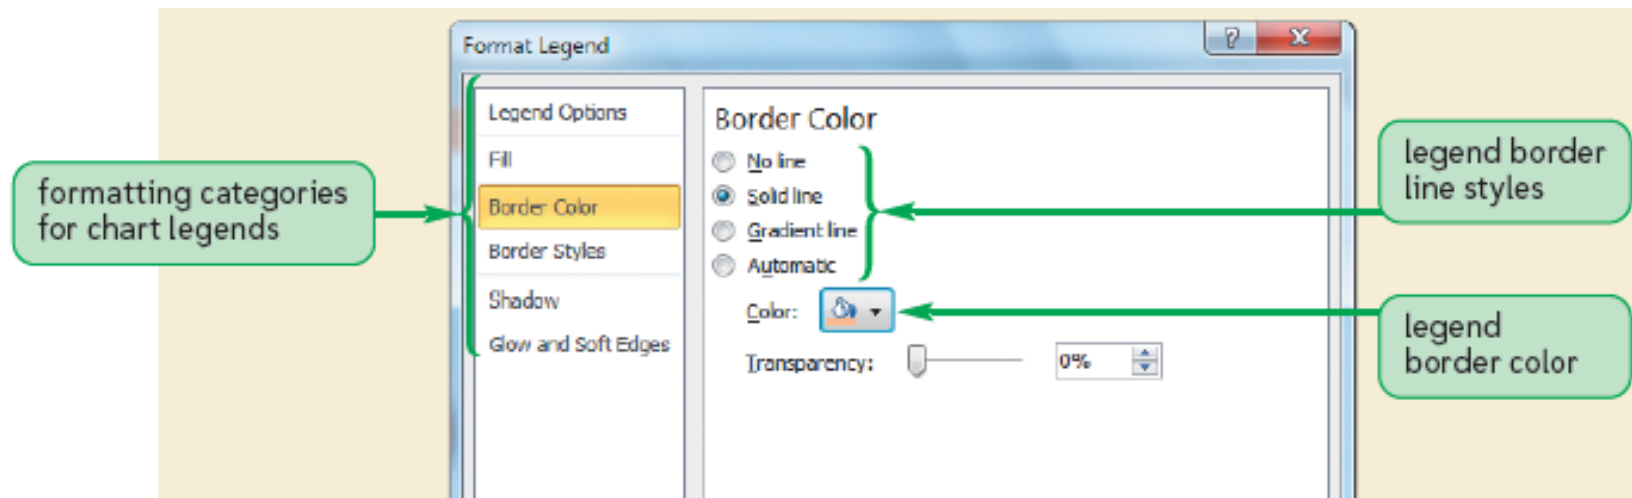 Format Legend
?
formatting categories
for chart legends
Legend Options
Fill
Border Color
Border Styles
Shadow
Glow and Soft Edges
Border Color
No line
Solid line
Gradient line
Automatic
Color:
Transparency:
0%
legend border
line styles
legend
border color